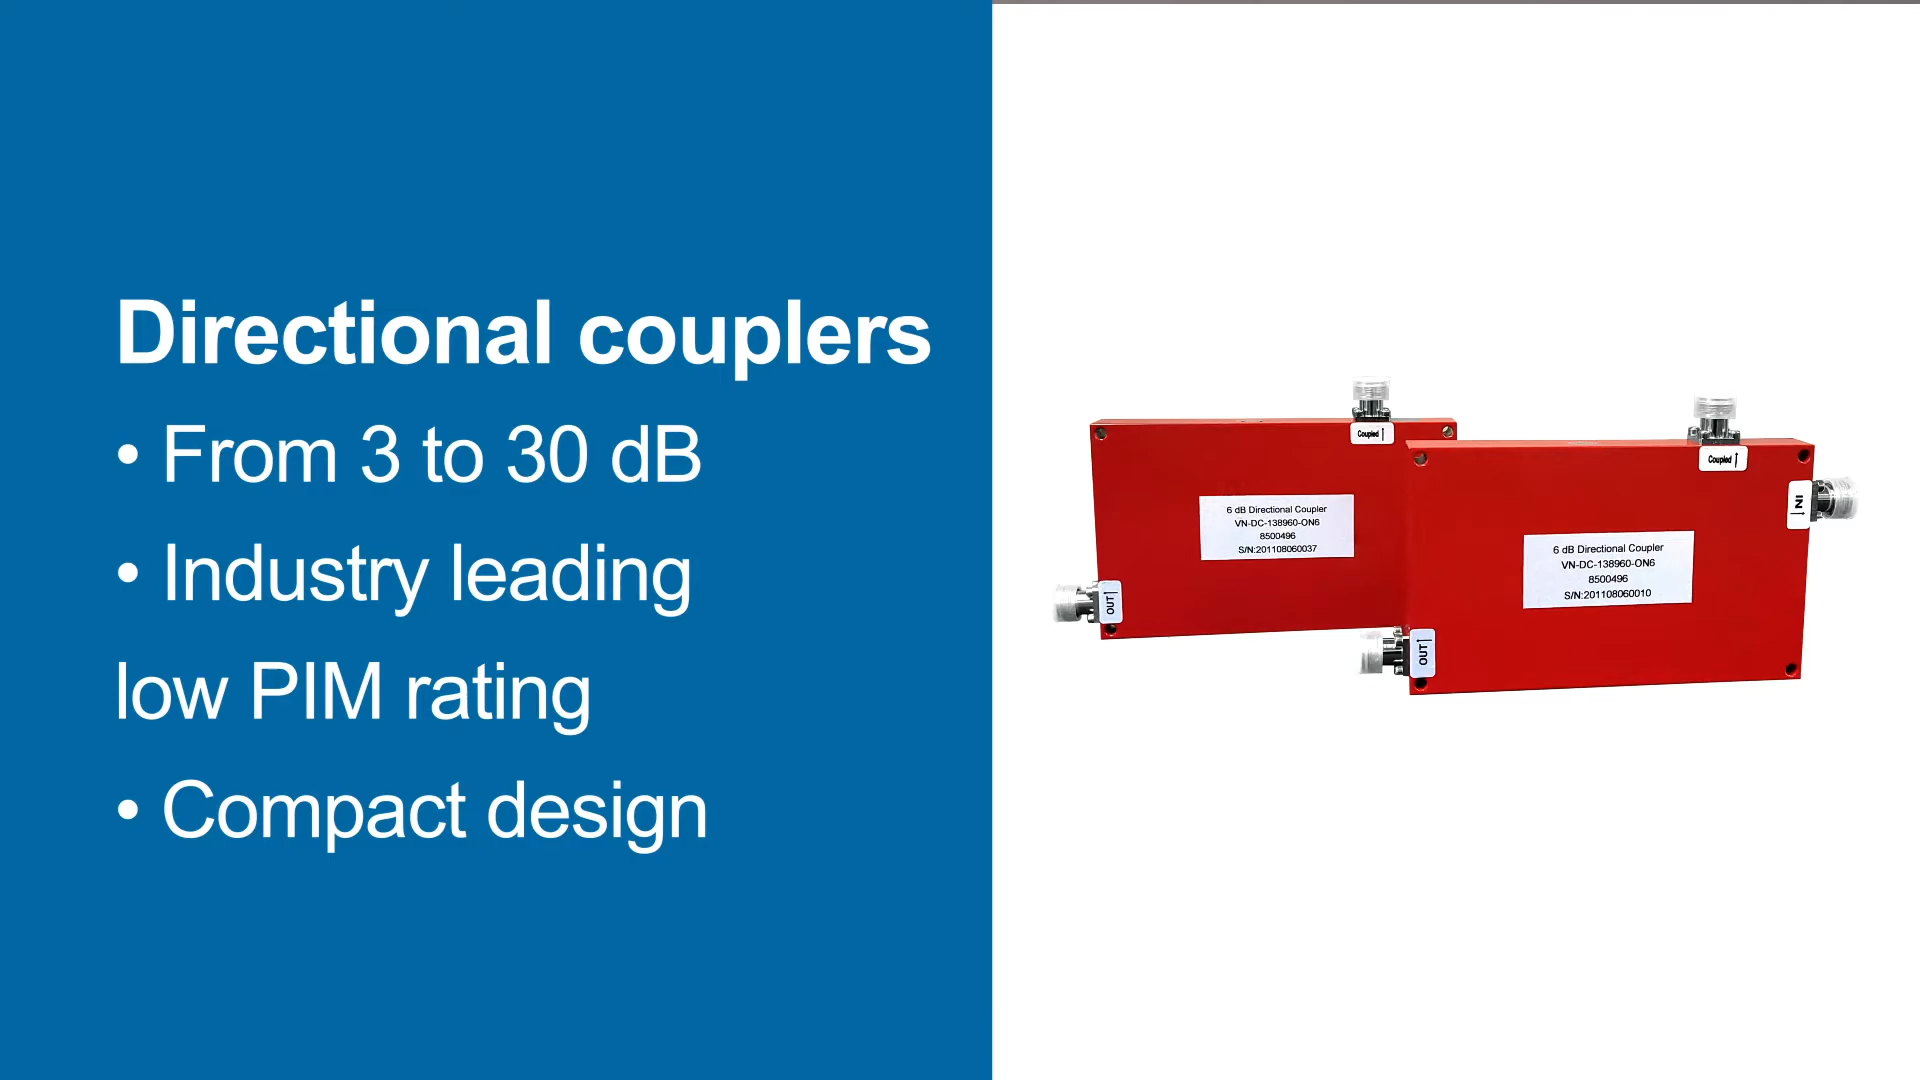 Directional couplers
• From 3 to 30 dB
• Industry leading
low PIM rating
• Compact design
Coupled
6 dB Directional Coupler
VN-DC-138960-ON6
8500496
S/N:201108060037
OUT
Coupled
IN
6 dB Directional Coupler
VN-DC-138960-ON6
8500496
S/N:201108060010
OUT